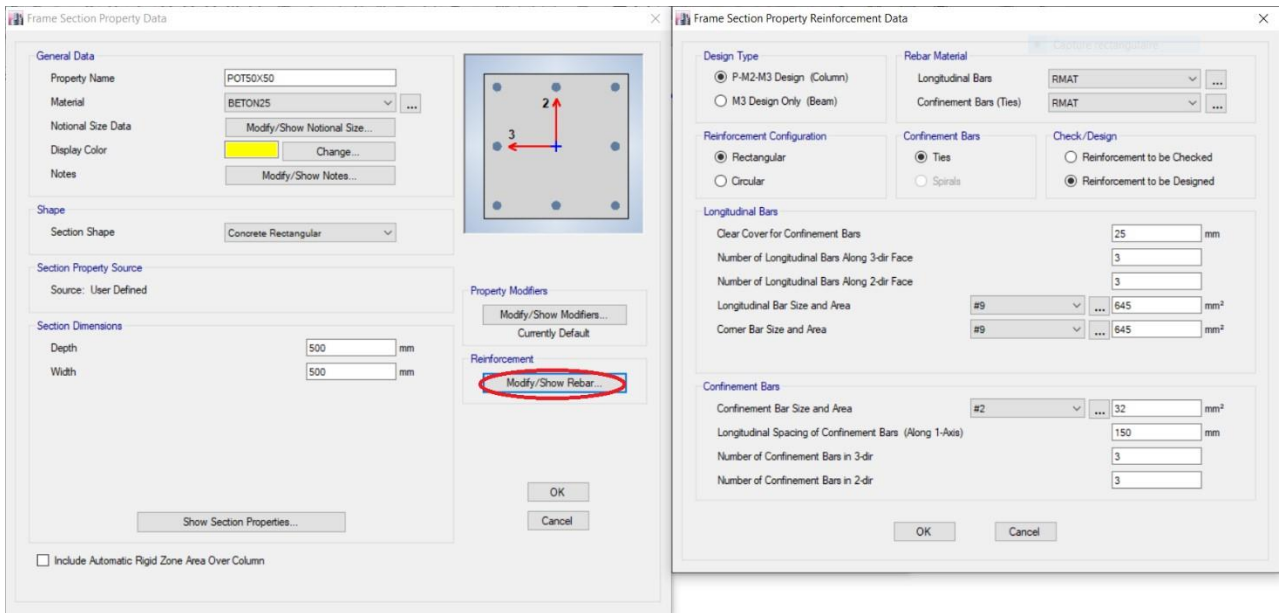 Frame Section Property Data
General Data
Property Name POT50X50
Material BETON25 ...
Notional Size Data Modify/Show Notional Size...
Display Color Change...
Notes Modify/Show Notes...
Shape
Section Shape Concrete Rectangular
Section Property Source
Source: User Defined
Section Dimensions
Depth 500 mm
Width 500 mm
Show Section Properties...
Include Automatic Rigid Zone Area Over Column
2
3
Property Modifiers
Modify/Show Modifiers...
Currently Default
Reinforcement
Modify/Show Rebar...
OK
Cancel
Frame Section Property Reinforcement Data
Capture rectangulaire
Design Type
P-M2-M3 Design (Column)
M3 Design Only (Beam)
Rebar Material
Longitudinal Bars RMAT ...
Confinement Bars (Ties) RMAT ...
Reinforcement Configuration
Rectangular
Circular
Confinement Bars
Ties
Spirals
Check/Design
Reinforcement to be Checked
Reinforcement to be Designed
Longitudinal Bars
Clear Cover for Confinement Bars 25 mm
Number of Longitudinal Bars Along 3-dir Face 3
Number of Longitudinal Bars Along 2-dir Face 3
Longitudinal Bar Size and Area #9 ... 645 mm²
Corner Bar Size and Area #9 ... 645 mm²
Confinement Bars
Confinement Bar Size and Area #2 ... 32 mm²
Longitudinal Spacing of Confinement Bars (Along 1-Axis) 150 mm
Number of Confinement Bars in 3-dir 3
Number of Confinement Bars in 2-dir 3
OK Cancel